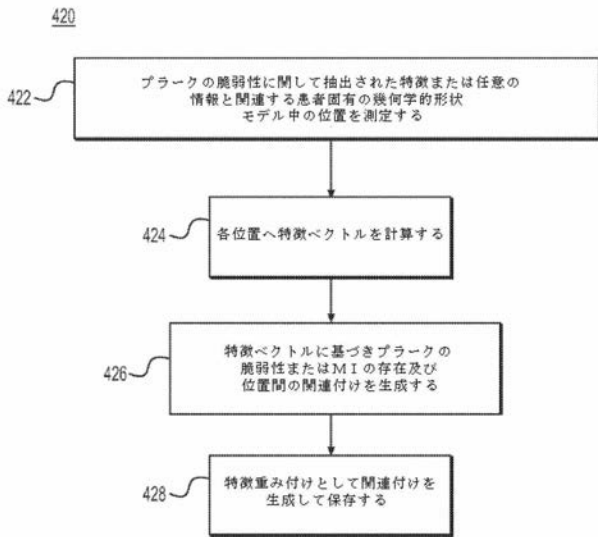 420
422
プラークの脆弱性に関して抽出された特徴または任意の
情報と関連する患者固有の幾何学的形状
モデル中の位置を測定する
424
各位置へ特徴ベクトルを計算する
426
特徴ベクトルに基づきプラークの
脆弱性またはMIの存在及び
位置間の関連付けを生成する
428
特徴重み付けとして関連付けを
生成して保存する